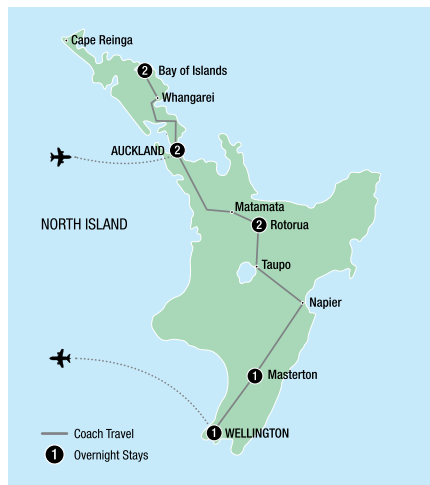 Cape Reinga
2 Bay of Islands
Whangarei
AUCKLAND 2
Matamata
NORTH ISLAND
2 Rotorua
Taupo
Napier
1 Masterton
1 WELLINGTON
Coach Travel
1 Overnight Stays